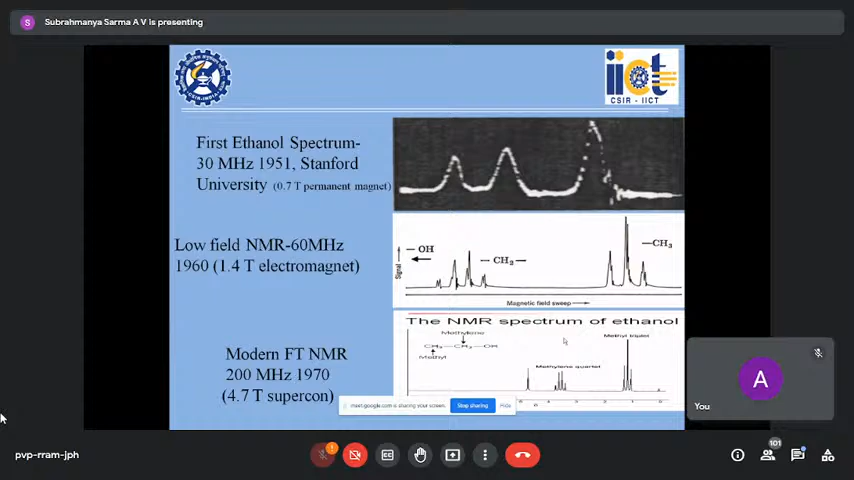 S Subrahmanya Sarma A V is presenting
CSIR-INDIA
iict
CSIR - IICT
First Ethanol Spectrum-
30 MHz 1951, Stanford
University (0.7 T permanent magnet)
Low field NMR-60MHz
1960 (1.4 T electromagnet)
— OH
— CH₂ —
—CH₃
Signal
Magnetic field sweep
The NMR spectrum of ethanol
Methylene
CH₃—CH₂—OH
Methyl
Methyl triplet
Methylene quartet
Modern FT NMR
200 MHz 1970
(4.7 T supercon)
meet.google.com is sharing your screen.
Stop sharing
Hide
A
You
pvp-rram-jph
101